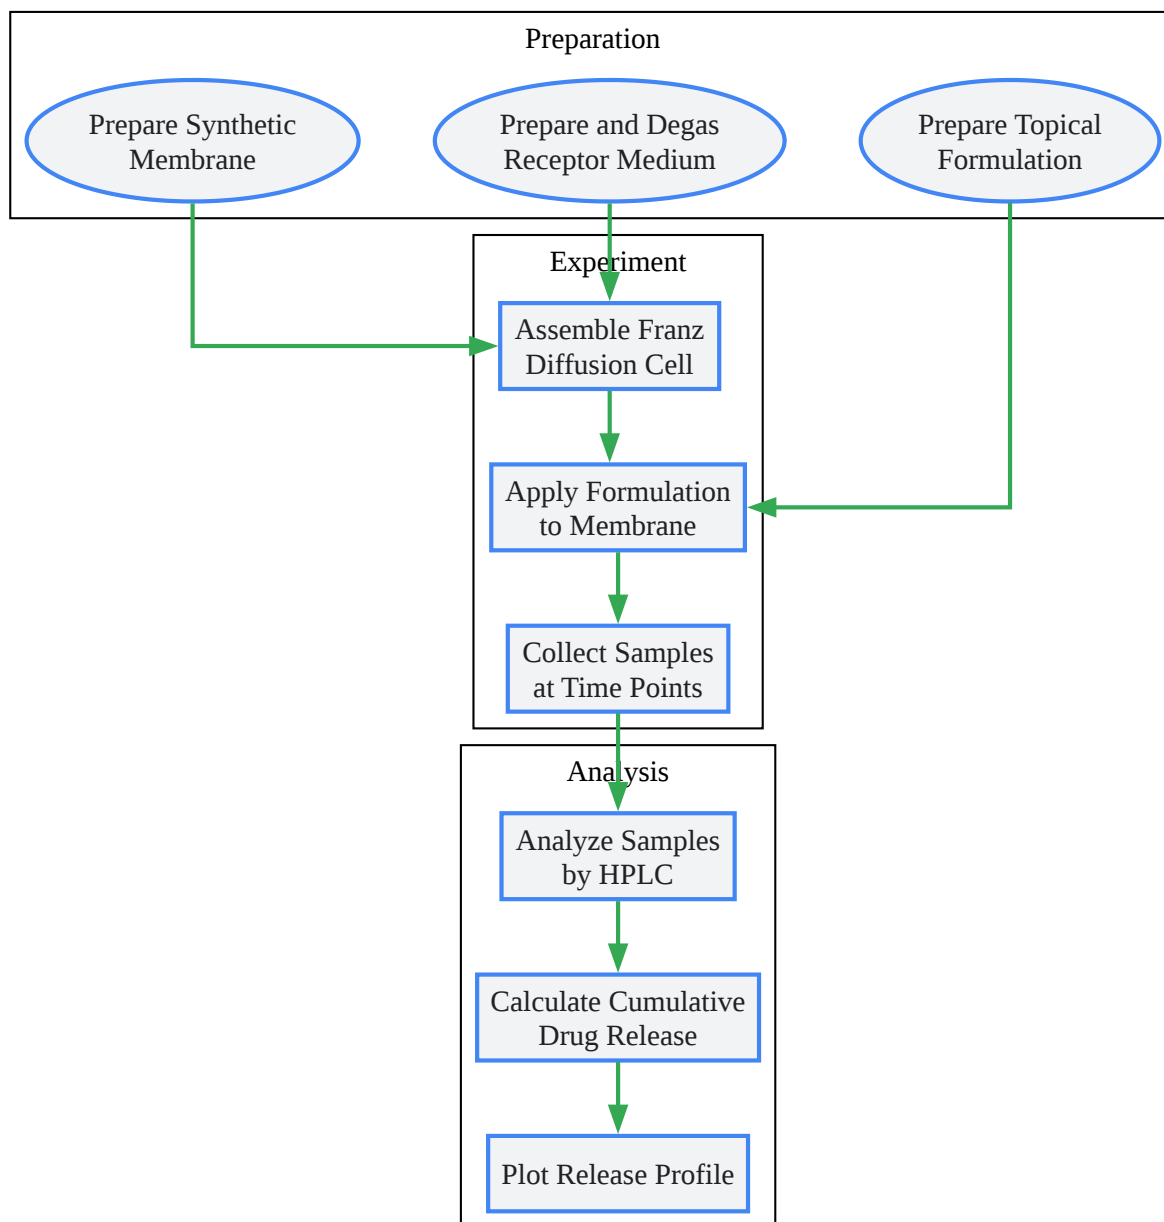 Preparation
Prepare Synthetic
Membrane
Prepare and Degas
Receptor Medium
Prepare Topical
Formulation
Experiment
Assemble Franz
Diffusion Cell
Apply Formulation
to Membrane
Collect Samples
at Time Points
Analysis
Analyze Samples
by HPLC
Calculate Cumulative
Drug Release
Plot Release Profile